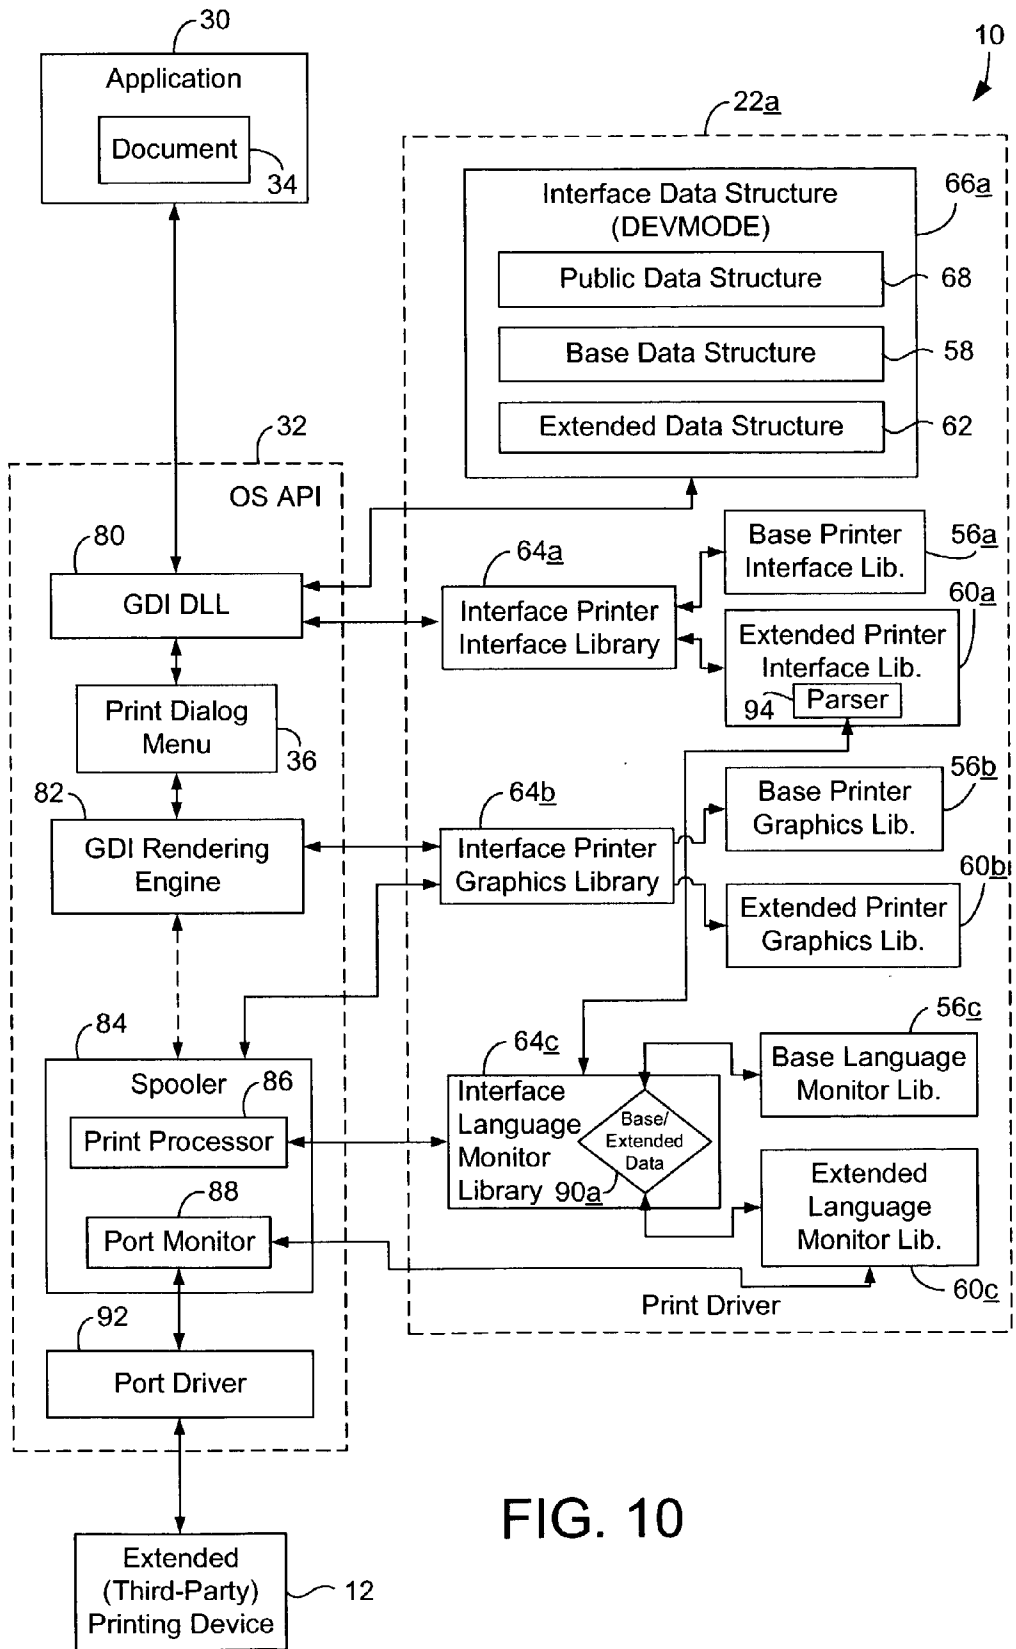 30
10
Application
22a
Document
34
Interface Data Structure
(DEVMODE)
66a
Public Data Structure
68
Base Data Structure
58
Extended Data Structure
62
32
OS API
80
GDI DLL
64a
Interface Printer
Interface Library
Base Printer
Interface Lib.
56a
60a
Extended Printer
Interface Lib.
94
Parser
Print Dialog
Menu
36
82
GDI Rendering
Engine
64b
Interface Printer
Graphics Library
56b
Base Printer
Graphics Lib.
60b
Extended Printer
Graphics Lib.
84
Spooler
86
Print Processor
88
Port Monitor
64c
Interface
Language
Monitor
Library
Base/
Extended
Data
90a
56c
Base Language
Monitor Lib.
Extended
Language
Monitor Lib.
60c
Print Driver
92
Port Driver
FIG. 10
Extended
(Third-Party)
Printing Device
12